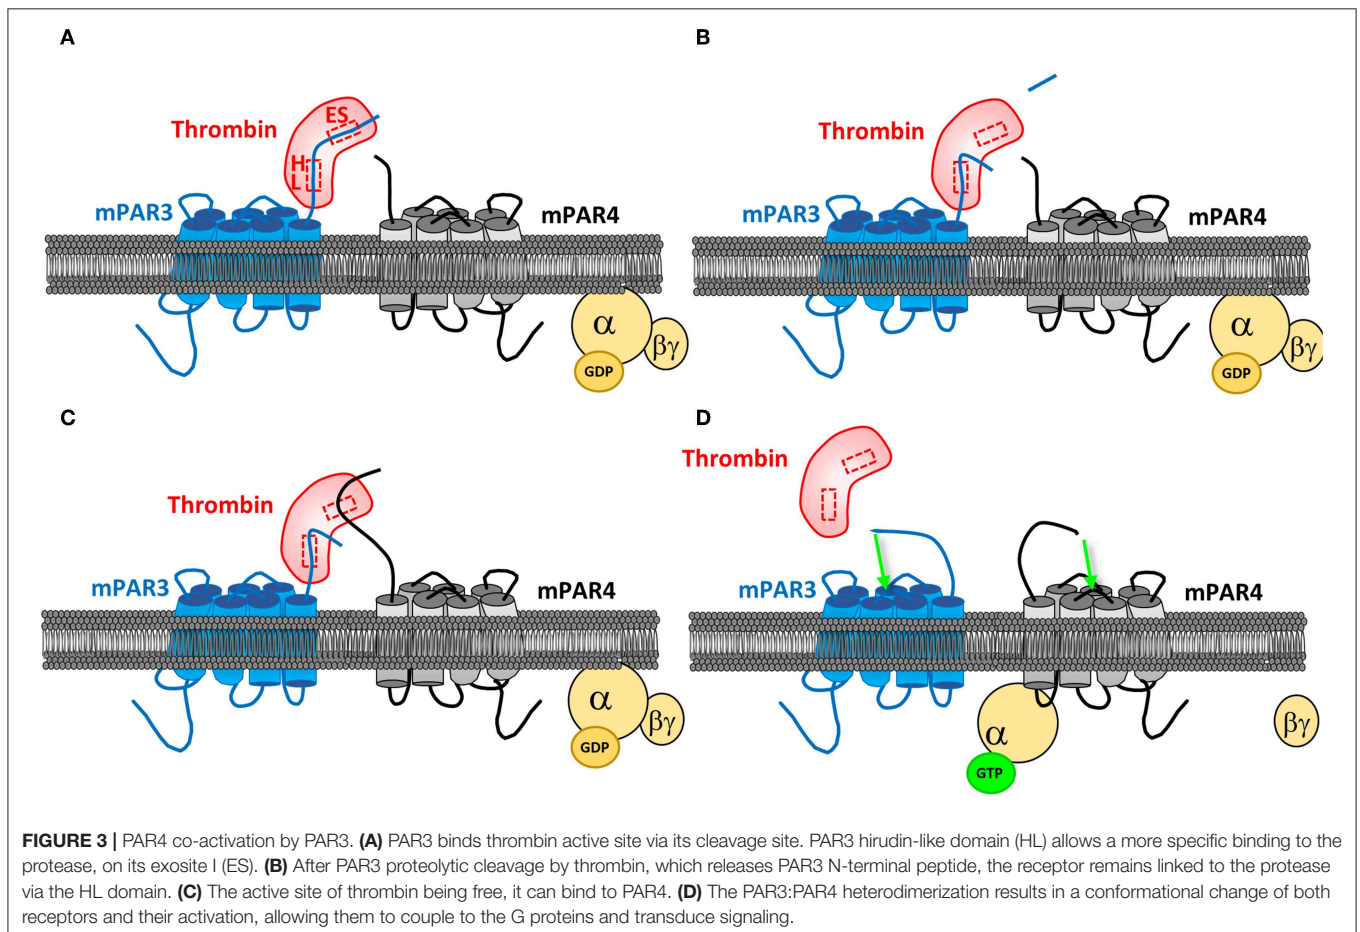 A
B
Thrombin
ES
H
L
mPAR3
mPAR4
α
βγ
GDP
Thrombin
mPAR3
mPAR4
α
βγ
GDP
C
D
Thrombin
mPAR3
mPAR4
α
βγ
GDP
Thrombin
mPAR3
mPAR4
α
βγ
GTP
FIGURE 3 | PAR4 co-activation by PAR3. (A) PAR3 binds thrombin active site via its cleavage site. PAR3 hirudin-like domain (HL) allows a more specific binding to the
protease, on its exosite I (ES). (B) After PAR3 proteolytic cleavage by thrombin, which releases PAR3 N-terminal peptide, the receptor remains linked to the protease
via the HL domain. (C) The active site of thrombin being free, it can bind to PAR4. (D) The PAR3:PAR4 heterodimerization results in a conformational change of both
receptors and their activation, allowing them to couple to the G proteins and transduce signaling.